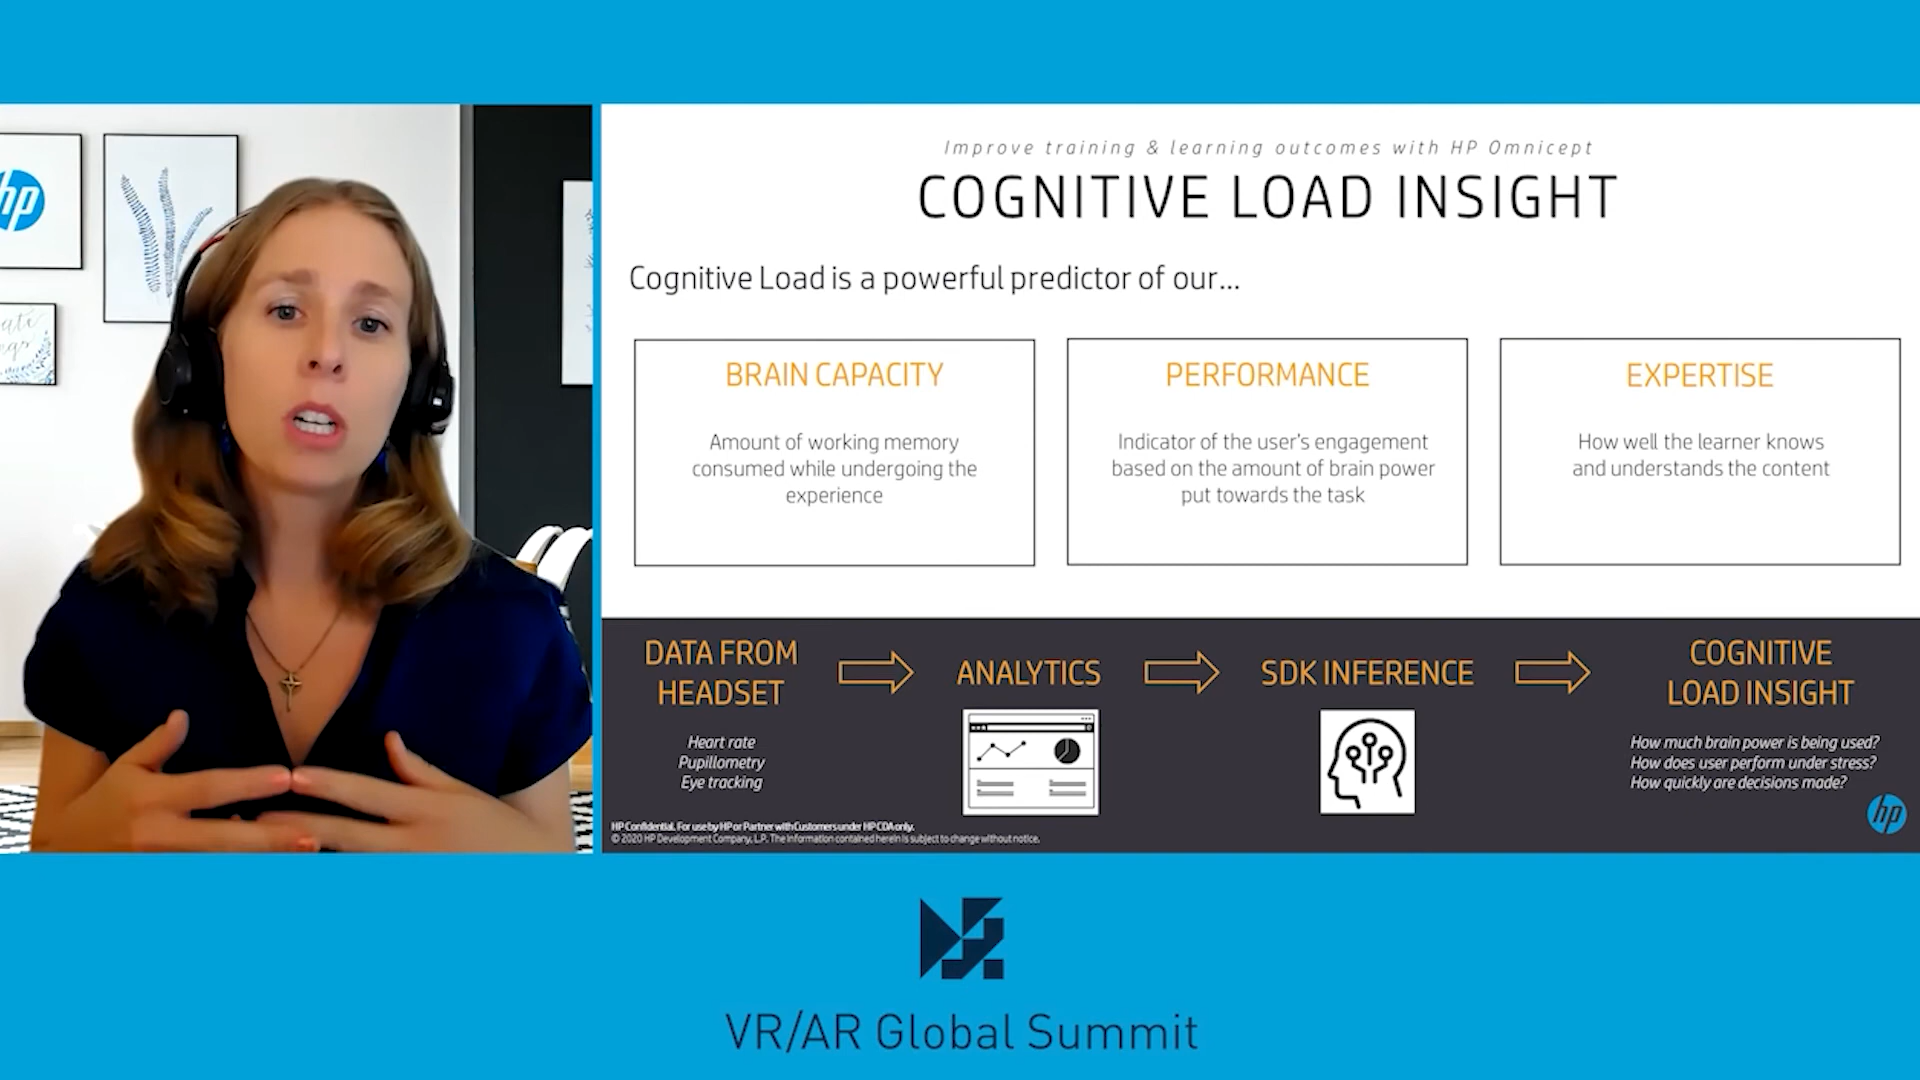 hp
Improve training & learning outcomes with HP Omnicept
COGNITIVE LOAD INSIGHT
Cognitive Load is a powerful predictor of our...
BRAIN CAPACITY
Amount of working memory
consumed while undergoing the
experience
PERFORMANCE
Indicator of the user's engagement
based on the amount of brain power
put towards the task
EXPERTISE
How well the learner knows
and understands the content
DATA FROM
HEADSET
Heart rate
Pupillometry
Eye tracking
ANALYTICS
SDK INFERENCE
COGNITIVE
LOAD INSIGHT
How much brain power is being used?
How does user perform under stress?
How quickly are decisions made?
HP Confidential. For use by HP or Partner with Customers under HP CDA only.
© 2020 HP Development Company, L.P. The information contained herein is subject to change without notice.
hp
VR/AR Global Summit